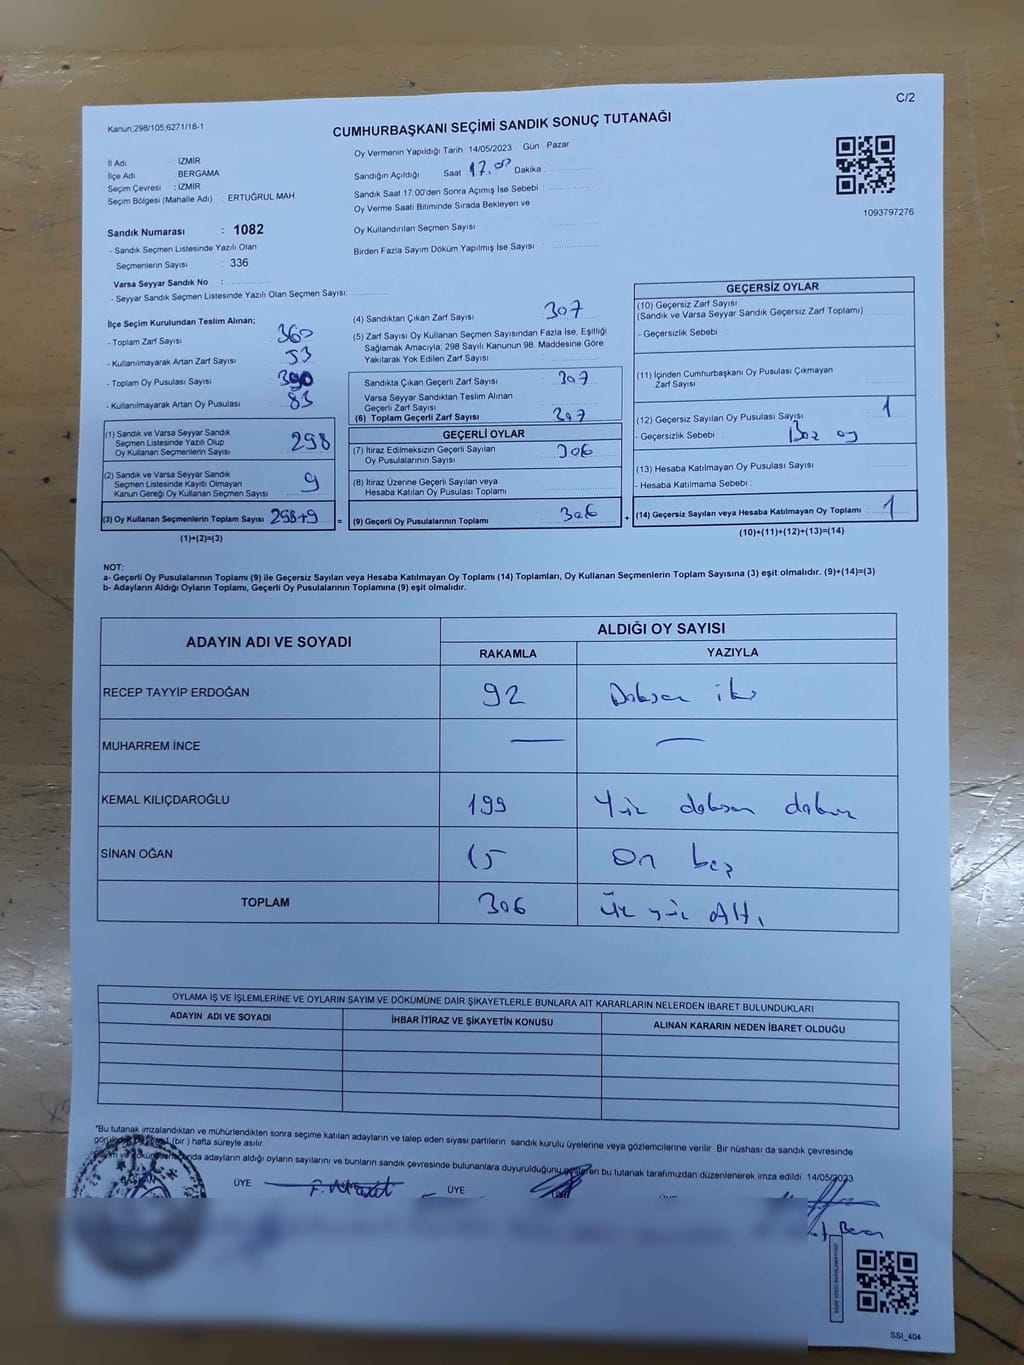 C/2
Kanun:298/105;6271/18-1
CUMHURBAŞKANI SEÇİMİ SANDIK SONUÇ TUTANAĞI
İl Adı : İZMİR
İlçe Adı : BERGAMA
Seçim Çevresi : İZMİR
Seçim Bölgesi (Mahalle Adı) : ERTUĞRUL MAH.
Sandık Numarası : 1082
- Sandık Seçmen Listesinde Yazılı Olan
Seçmenlerin Sayısı : 336
Varsa Seyyar Sandık No :
- Seyyar Sandık Seçmen Listesinde Yazılı Olan Seçmen Sayısı:
Oy Vermenin Yapıldığı Tarih : 14/05/2023 Gün : Pazar
Sandığın Açıldığı Saat 17.00 Dakika :
Sandık Saat 17:00'den Sonra Açımış İse Sebebi :
Oy Verme Saati Bitiminde Sırada Bekleyen ve
Oy Kullandırılan Seçmen Sayısı :
Birden Fazla Sayım Döküm Yapılmış İse Sayısı :
1093797276
İlçe Seçim Kurulundan Teslim Alınan;
- Toplam Zarf Sayısı : 360
- Kullanılmayarak Artan Zarf Sayısı : 53
- Toplam Oy Pusulası Sayısı : 390
- Kullanılmayarak Artan Oy Pusulası : 83
(1) Sandık ve Varsa Seyyar Sandık
Seçmen Listesinde Yazılı Olup
Oy Kullanan Seçmenlerin Sayısı : 298
(2) Sandık ve Varsa Seyyar Sandık
Seçmen Listesinde Kayıtlı Olmayan
Kanun Gereği Oy Kullanan Seçmen Sayısı : 9
(3) Oy Kullanan Seçmenlerin Toplam Sayısı : 298+9 =
(1)+(2)=(3)
(4) Sandıktan Çıkan Zarf Sayısı : 307
(5) Zarf Sayısı Oy Kullanan Seçmen Sayısından Fazla İse, Eşitliği
Sağlamak Amacıyla, 298 Sayılı Kanunun 98. Maddesine Göre
Yakılarak Yok Edilen Zarf Sayısı :
Sandıkta Çıkan Geçerli Zarf Sayısı : 307
Varsa Seyyar Sandıktan Teslim Alınan
Geçerli Zarf Sayısı :
(6) Toplam Geçerli Zarf Sayısı : 307
GEÇERLİ OYLAR
(7) İtiraz Edilmeksizin Geçerli Sayılan
Oy Pusulalarının Sayısı : 306
(8) İtiraz Üzerine Geçerli Sayılan veya
Hesaba Katılan Oy Pusulası Toplamı :
(9) Geçerli Oy Pusulalarının Toplamı : 306 +
GEÇERSİZ OYLAR
(10) Geçersiz Zarf Sayısı
(Sandık ve Varsa Seyyar Sandık Geçersiz Zarf Toplamı) :
- Geçersizlik Sebebi :
(11) İçinden Cumhurbaşkanı Oy Pusulası Çıkmayan
Zarf Sayısı :
(12) Geçersiz Sayılan Oy Pusulası Sayısı : 1
- Geçersizlik Sebebi : Boz oy
(13) Hesaba Katılmayan Oy Pusulası Sayısı :
- Hesaba Katılmama Sebebi :
(14) Geçersiz Sayılan veya Hesaba Katılmayan Oy Toplamı : 1
(10)+(11)+(12)+(13)=(14)
NOT:
a- Geçerli Oy Pusulalarının Toplamı (9) ile Geçersiz Sayılan veya Hesaba Katılmayan Oy Toplamı (14) Toplamları, Oy Kullanan Seçmenlerin Toplam Sayısına (3) eşit olmalıdır. (9)+(14)=(3)
b- Adayların Aldığı Oyların Toplamı, Geçerli Oy Pusulalarının Toplamına (9) eşit olmalıdır.
ADAYIN ADI VE SOYADI ALDIĞI OY SAYISI
RAKAMLA YAZIYLA
RECEP TAYYİP ERDOĞAN 92 Doksan iki
MUHARREM İNCE — —
KEMAL KILIÇDAROĞLU 199 Yüz doksan dokuz
SİNAN OĞAN 15 On beş
TOPLAM 306 Üç yüz Altı
OYLAMA İŞ VE İŞLEMLERİNE VE OYLARIN SAYIM VE DÖKÜMÜNE DAİR ŞİKAYETLERLE BUNLARA AİT KARARLARIN NELERDEN İBARET BULUNDUKLARI
ADAYIN ADI VE SOYADI İHBAR İTİRAZ VE ŞİKAYETİN KONUSU ALINAN KARARIN NEDEN İBARET OLDUĞU
"Bu tutanak imzalandıktan ve mühürlendikten sonra seçime katılan adayların ve talep eden siyasi partilerin sandık kurulu üyelerine veya gözlemcilerine verilir. Bir nüshası da sandık çevresinde
(bir ) hafta süreyle asılır.
adayların aldığı oyların sayılarını ve bunların sandık çevresinde bulunanlara duyurulduğunu gösteren bu tutanak tarafımızdan düzenlenerek imza edildi. 14/05/2023
BAŞKAN ÜYE ÜYE
SSI_404